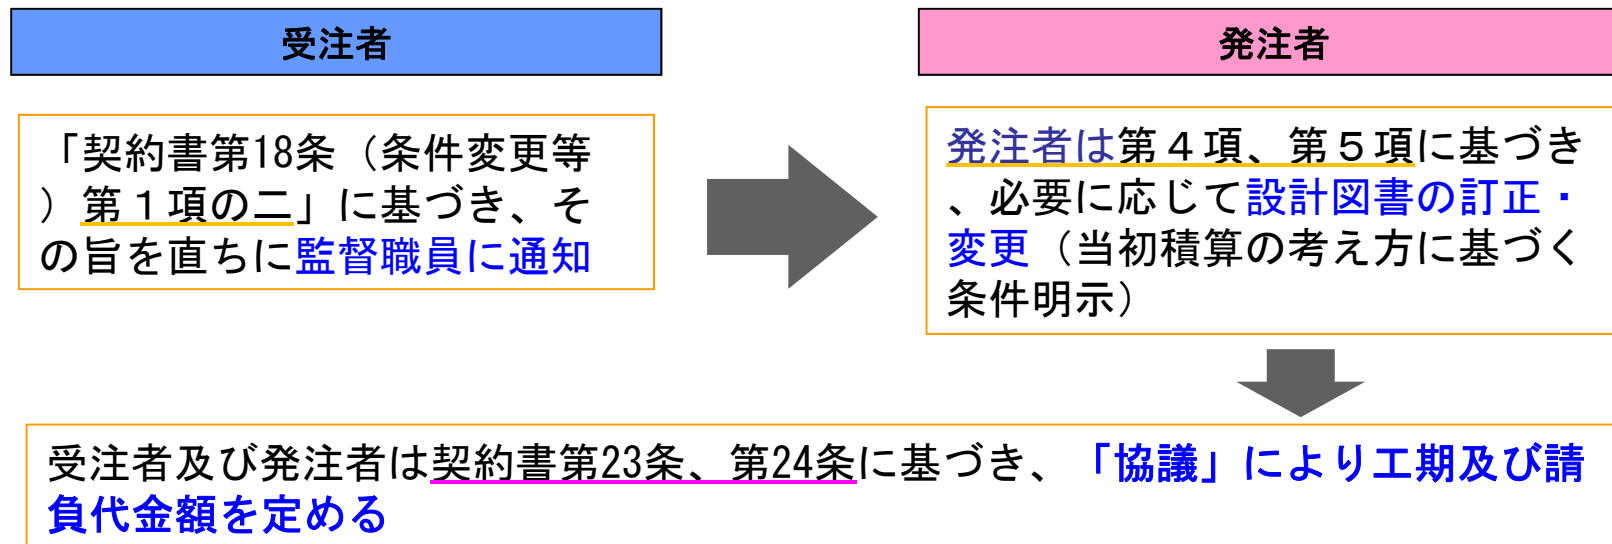 受注者
「契約書第18条（条件変更等
）第１項の二」に基づき、そ
の旨を直ちに監督職員に通知
発注者
発注者は第４項、第５項に基づき
、必要に応じて設計図書の訂正・
変更（当初積算の考え方に基づく
条件明示）
受注者及び発注者は契約書第23条、第24条に基づき、「協議」により工期及び請
負代金額を定める